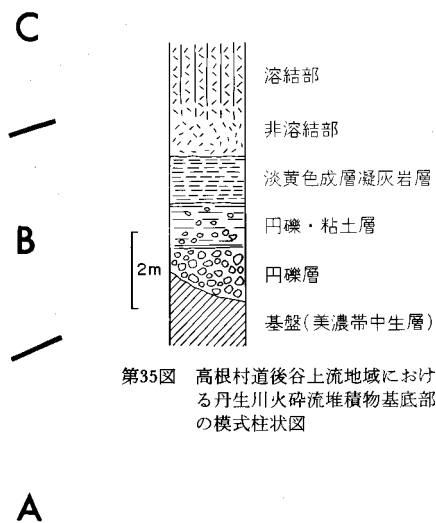 C
溶結部
非溶結部
淡黄色成層凝灰岩層
B
円礫・粘土層
2m
円礫層
基盤(美濃帯中生層)
第35図 高根村道後谷上流地域におけ
る丹生川火砕流堆積物基底部
の模式柱状図
A